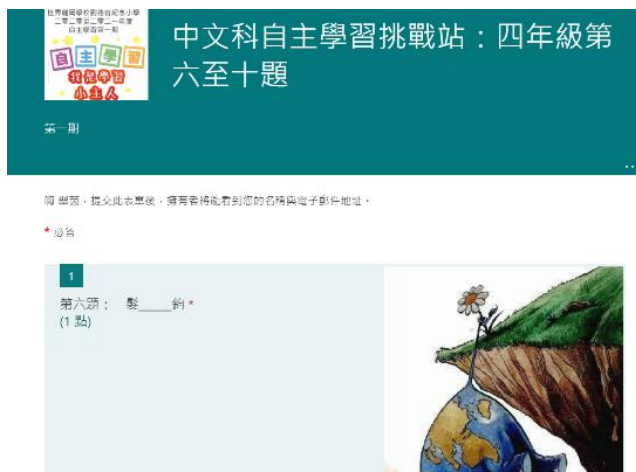 世界龍岡學校劉德容紀念小學
二零二零至二零二一年度
自主學習第一期
自主學習
我把學習
小主人
中文科自主學習挑戰站：四年級第
六至十題
第一期
嗨 學茵，提交此表單後，擁有者將能看到您的名稱與電子郵件地址。
* 必答
1
第六題： 髮____鈞 *
(1 點)